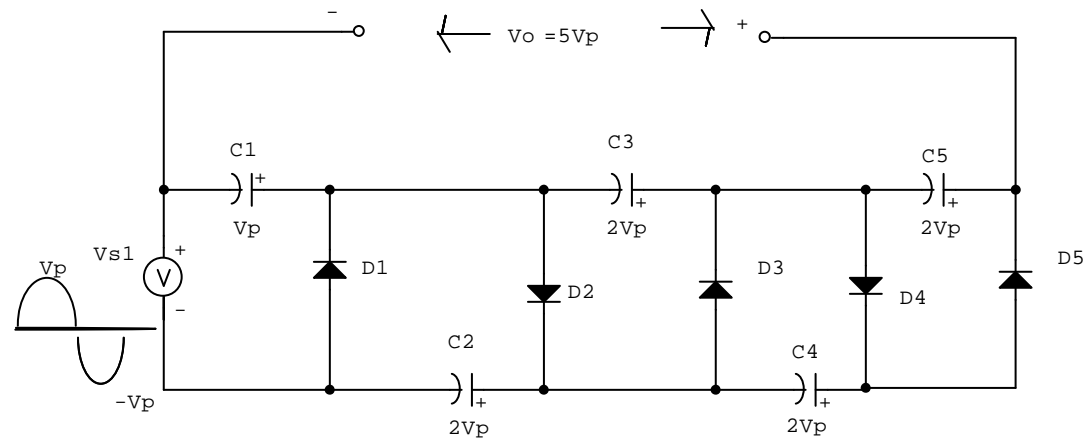 - Vo =5Vp +
C1 C3 C5
+ + +
Vp 2Vp 2Vp
Vs1 + D1 D2 D3 D4 D5
V
Vp -
C2 C4
-Vp + +
2Vp 2Vp